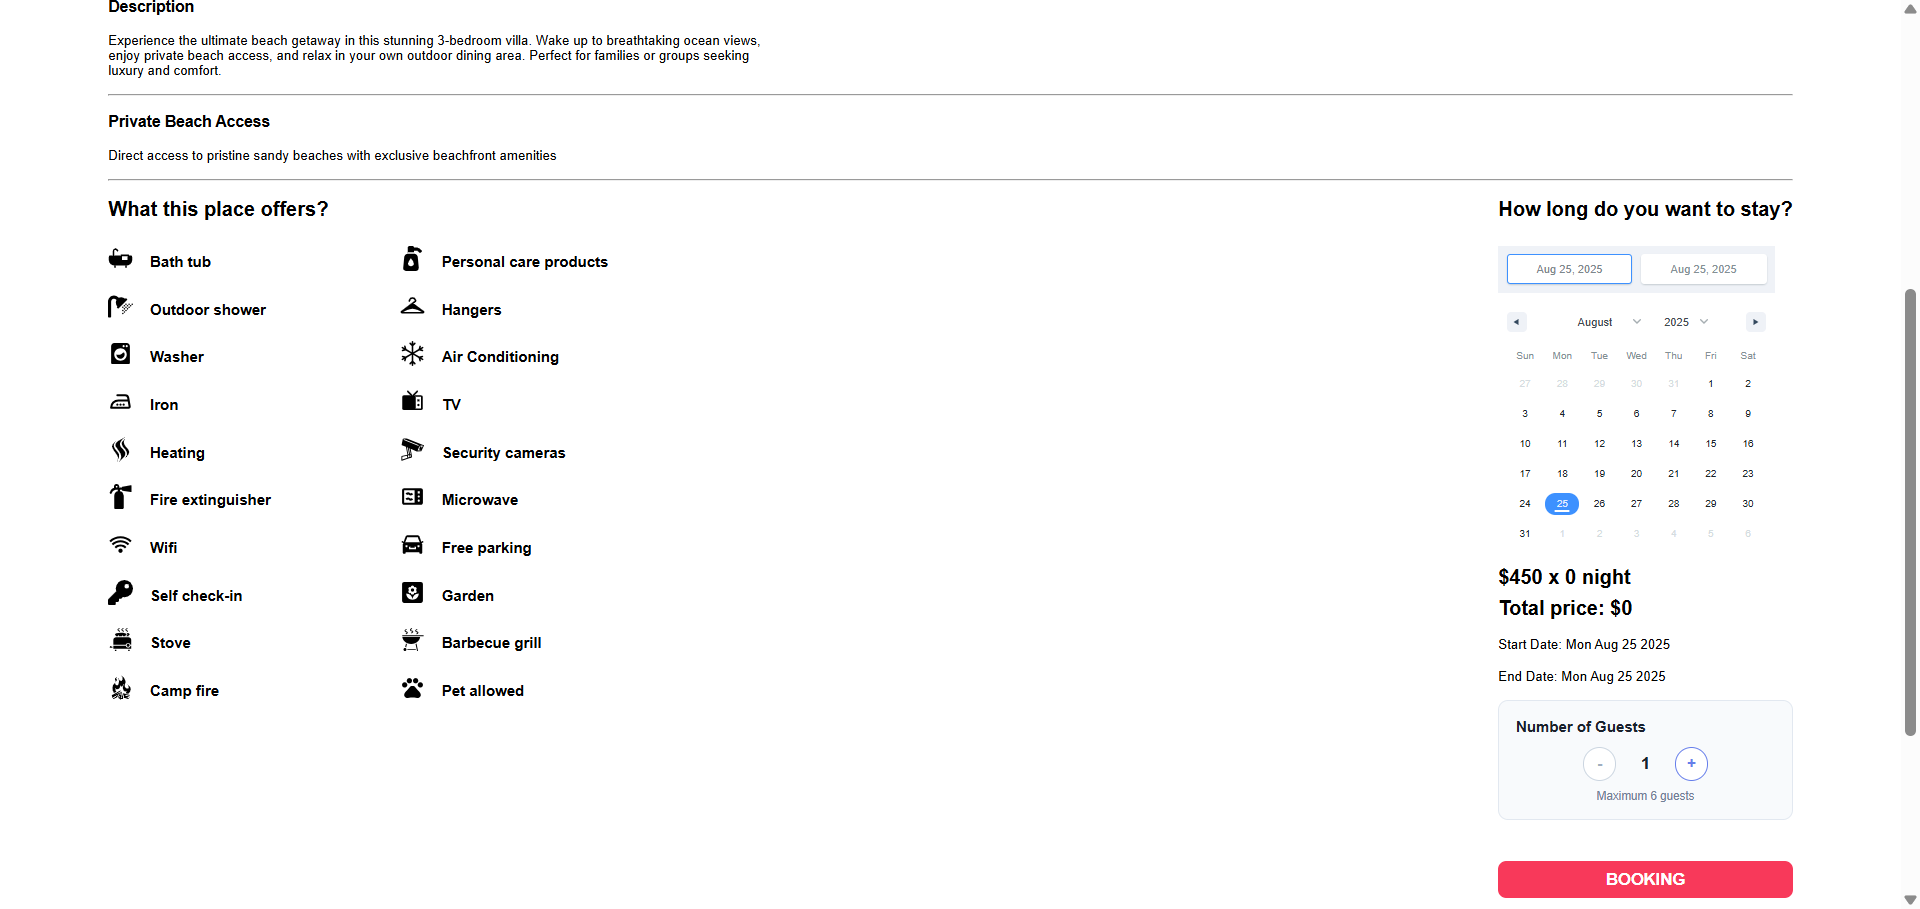 Description
Experience the ultimate beach getaway in this stunning 3-bedroom villa. Wake up to breathtaking ocean views,
enjoy private beach access, and relax in your own outdoor dining area. Perfect for families or groups seeking
luxury and comfort.
Private Beach Access
Direct access to pristine sandy beaches with exclusive beachfront amenities
What this place offers?
Bath tub
Personal care products
Outdoor shower
Hangers
Washer
Air Conditioning
Iron
TV
Heating
Security cameras
Fire extinguisher
Microwave
Wifi
Free parking
Self check-in
Garden
Stove
Barbecue grill
Camp fire
Pet allowed
How long do you want to stay?
Aug 25, 2025 Aug 25, 2025
August 2025
Sun Mon Tue Wed Thu Fri Sat
27 28 29 30 31 1 2
3 4 5 6 7 8 9
10 11 12 13 14 15 16
17 18 19 20 21 22 23
24 25 26 27 28 29 30
31 1 2 3 4 5 6
$450 x 0 night
Total price: $0
Start Date: Mon Aug 25 2025
End Date: Mon Aug 25 2025
Number of Guests
- 1 +
Maximum 6 guests
BOOKING